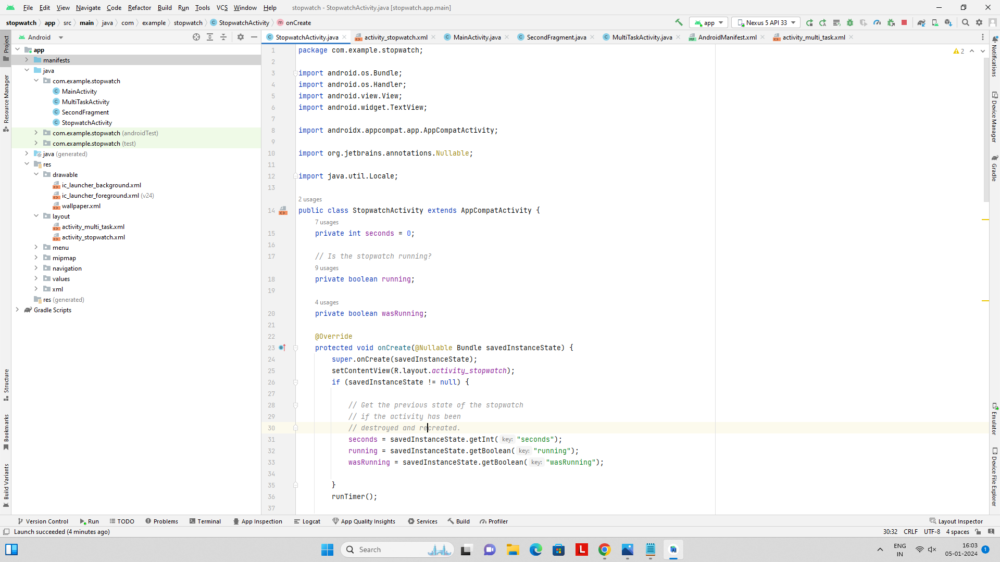 File Edit View Navigate Code Refactor Build Run Tools VCS Window Help stopwatch - StopwatchActivity.java [stopwatch.app.main]
stopwatch app src main java com example stopwatch StopwatchActivity onCreate app Nexus 5 API 33
Project
Resource Manager
Structure
Bookmarks
Build Variants
Android
app
manifests
java
com.example.stopwatch
MainActivity
MultiTaskActivity
SecondFragment
StopwatchActivity
com.example.stopwatch (androidTest)
com.example.stopwatch (test)
java (generated)
res
drawable
ic_launcher_background.xml
ic_launcher_foreground.xml (v24)
wallpaper.xml
layout
activity_multi_task.xml
activity_stopwatch.xml
menu
mipmap
navigation
values
xml
res (generated)
Gradle Scripts
StopwatchActivity.java activity_stopwatch.xml MainActivity.java SecondFragment.java MultiTaskActivity.java AndroidManifest.xml activity_multi_task.xml
2
1 package com.example.stopwatch;
2
3 import android.os.Bundle;
4 import android.os.Handler;
5 import android.view.View;
6 import android.widget.TextView;
7
8 import androidx.appcompat.app.AppCompatActivity;
9
10 import org.jetbrains.annotations.Nullable;
11
12 import java.util.Locale;
13
2 usages
14 public class StopwatchActivity extends AppCompatActivity {
7 usages
15 private int seconds = 0;
16
17 // Is the stopwatch running?
9 usages
18 private boolean running;
19
4 usages
20 private boolean wasRunning;
21
22 @Override
23 protected void onCreate(@Nullable Bundle savedInstanceState) {
24 super.onCreate(savedInstanceState);
25 setContentView(R.layout.activity_stopwatch);
26 if (savedInstanceState != null) {
27
28 // Get the previous state of the stopwatch
29 // if the activity has been
30 // destroyed and recreated.
31 seconds = savedInstanceState.getInt( key: "seconds");
32 running = savedInstanceState.getBoolean( key: "running");
33 wasRunning = savedInstanceState.getBoolean( key: "wasRunning");
34
35 }
36 runTimer();
37
Notifications
Device Manager
Gradle
Emulator
Device File Explorer
Version Control Run TODO Problems Terminal App Inspection Logcat App Quality Insights Services Build Profiler Layout Inspector
Launch succeeded (4 minutes ago) 30:32 CRLF UTF-8 4 spaces
Search
L
ENG
IN
16:03
05-01-2024
1